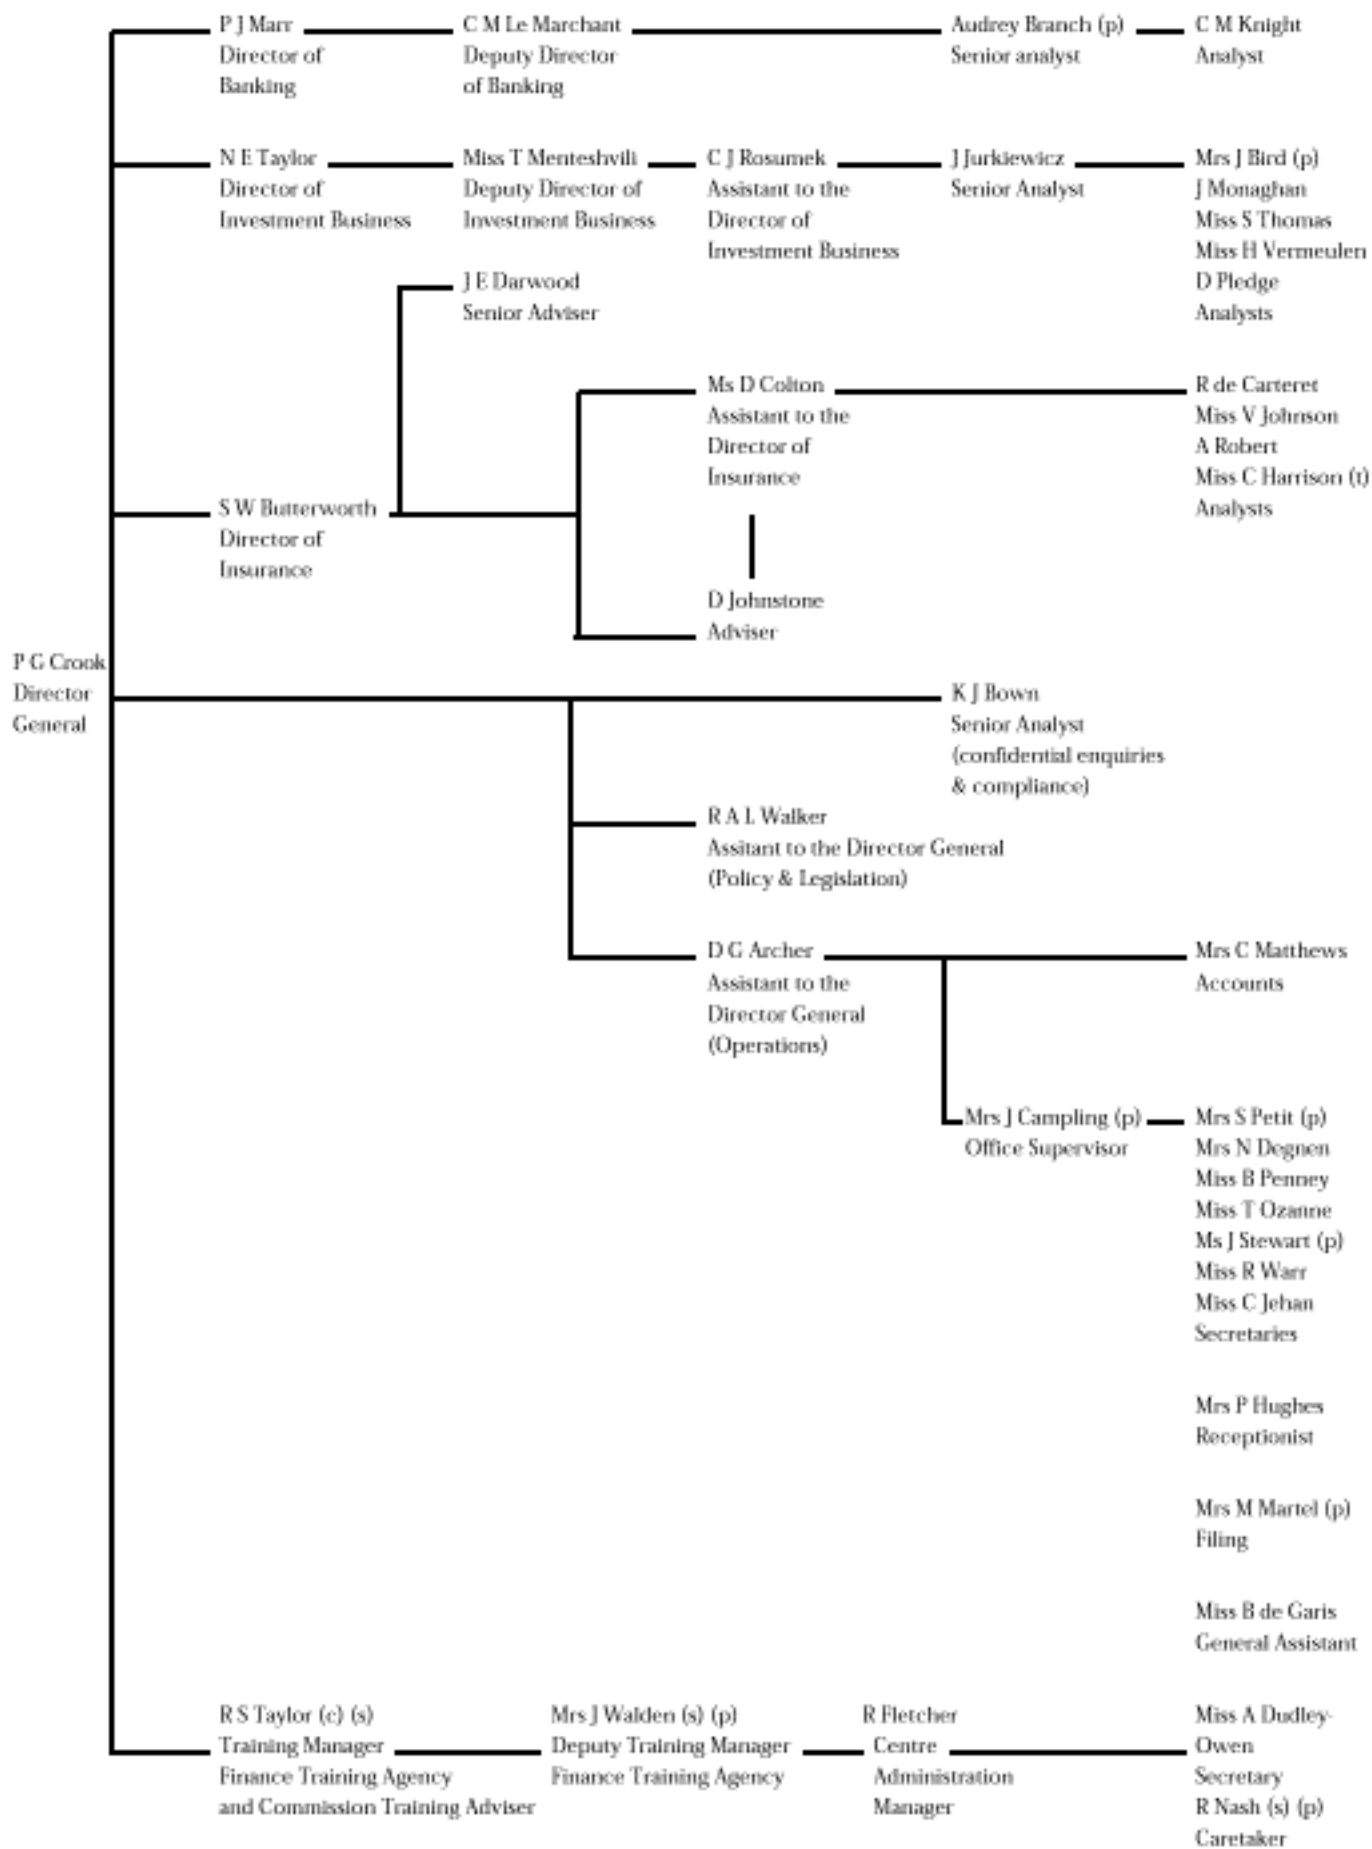 P J Marr
Director of
Banking
C M Le Marchant
Deputy Director
of Banking
Audrey Branch (p)
Senior analyst
C M Knight
Analyst
N E Taylor
Director of
Investment Business
Miss T Menteshvili
Deputy Director of
Investment Business
C J Rosumek
Assistant to the
Director of
Investment Business
J Jurkiewicz
Senior Analyst
Mrs J Bird (p)
J Monaghan
Miss S Thomas
Miss H Vermeulen
D Pledge
Analysts
J E Darwood
Senior Adviser
Ms D Colton
Assistant to the
Director of
Insurance
R de Carteret
Miss V Johnson
A Robert
Miss C Harrison (t)
Analysts
S W Butterworth
Director of
Insurance
D Johnstone
Adviser
P G Crook
Director
General
K J Bown
Senior Analyst
(confidential enquiries
& compliance)
R A L Walker
Assitant to the Director General
(Policy & Legislation)
D G Archer
Assistant to the
Director General
(Operations)
Mrs C Matthews
Accounts
Mrs J Campling (p)
Office Supervisor
Mrs S Petit (p)
Mrs N Degnen
Miss B Penney
Miss T Ozanne
Ms J Stewart (p)
Miss R Warr
Miss C Jehan
Secretaries
Mrs P Hughes
Receptionist
Mrs M Martel (p)
Filing
Miss B de Garis
General Assistant
R S Taylor (c) (s)
Training Manager
Finance Training Agency
and Commission Training Adviser
Mrs J Walden (s) (p)
Deputy Training Manager
Finance Training Agency
R Fletcher
Centre
Administration
Manager
Miss A Dudley-
Owen
Secretary
R Nash (s) (p)
Caretaker